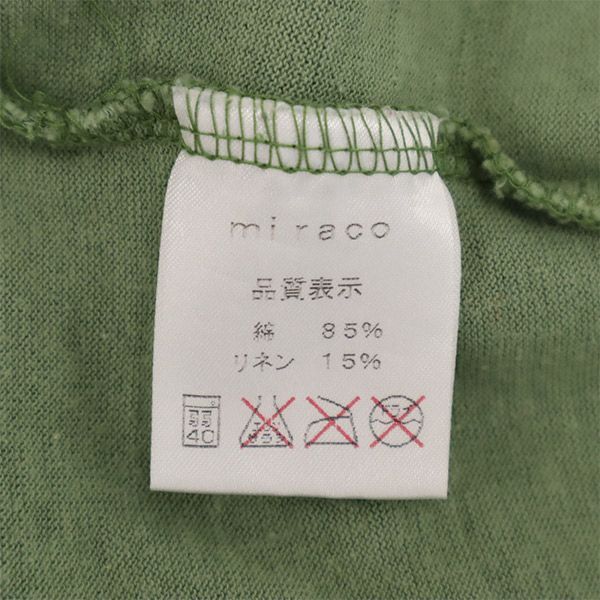 miraco
品質表示
綿 85%
リネン 15%
弱
40